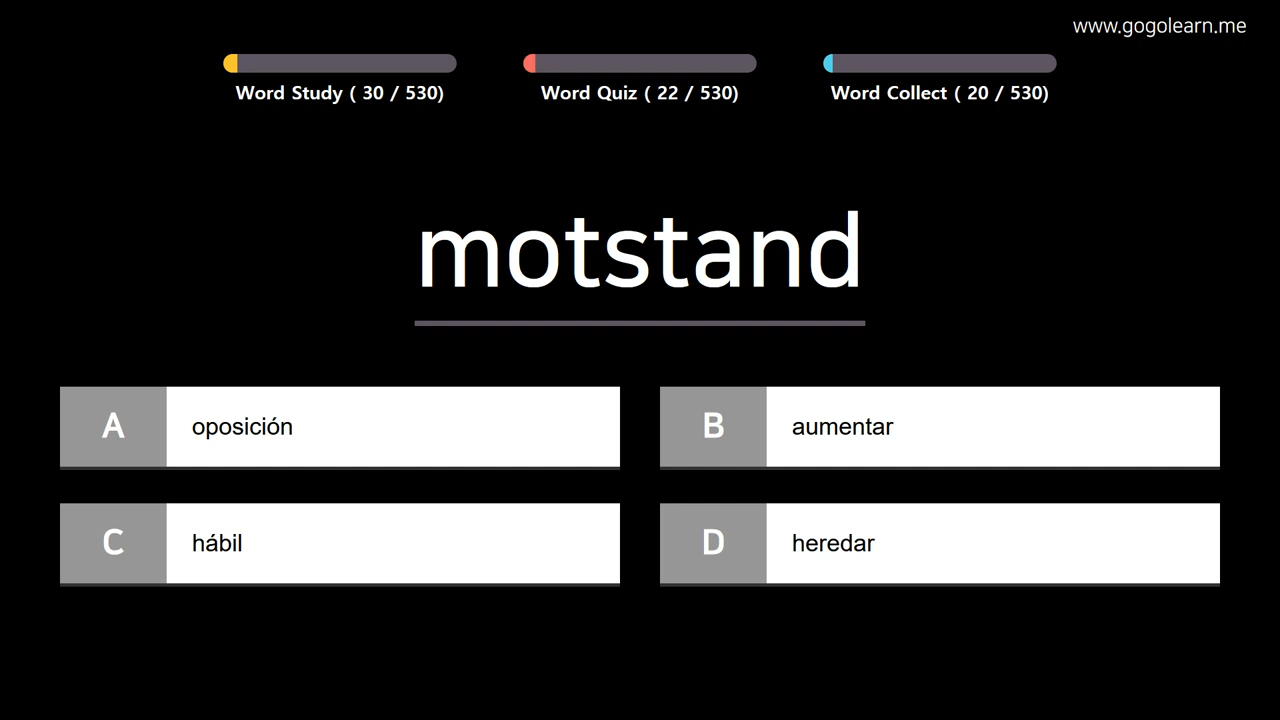 www.gogolearn.me
Word Study ( 30 / 530)
Word Quiz ( 22 / 530)
Word Collect ( 20 / 530)
motstand
A oposición
B aumentar
C hábil
D heredar